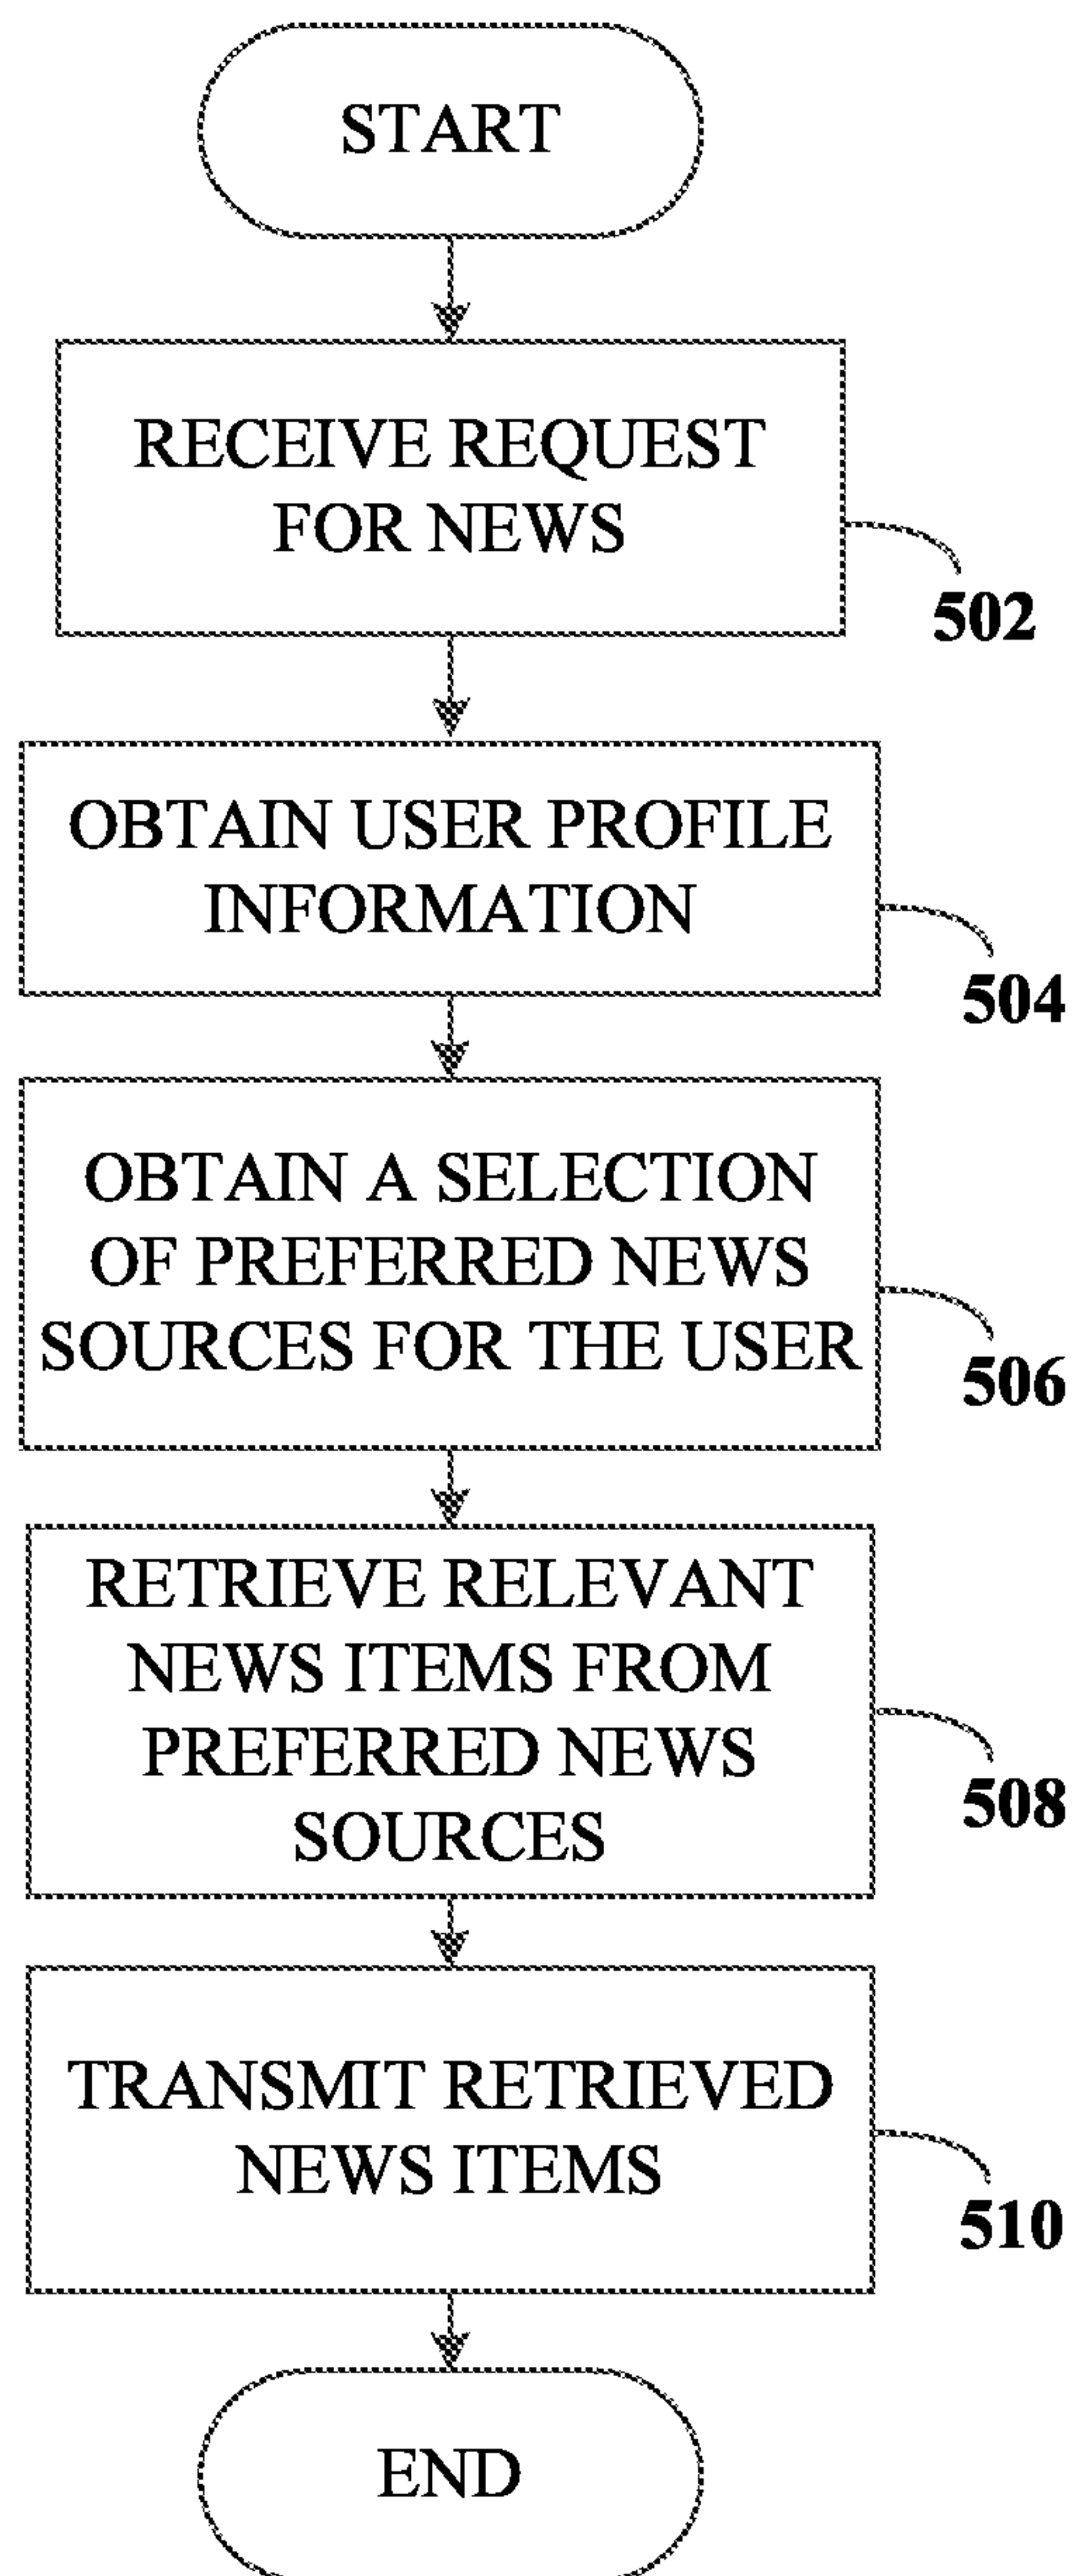 START
RECEIVE REQUEST
FOR NEWS
502
OBTAIN USER PROFILE
INFORMATION
504
OBTAIN A SELECTION
OF PREFERRED NEWS
SOURCES FOR THE USER
506
RETRIEVE RELEVANT
NEWS ITEMS FROM
PREFERRED NEWS
SOURCES
508
TRANSMIT RETRIEVED
NEWS ITEMS
510
END